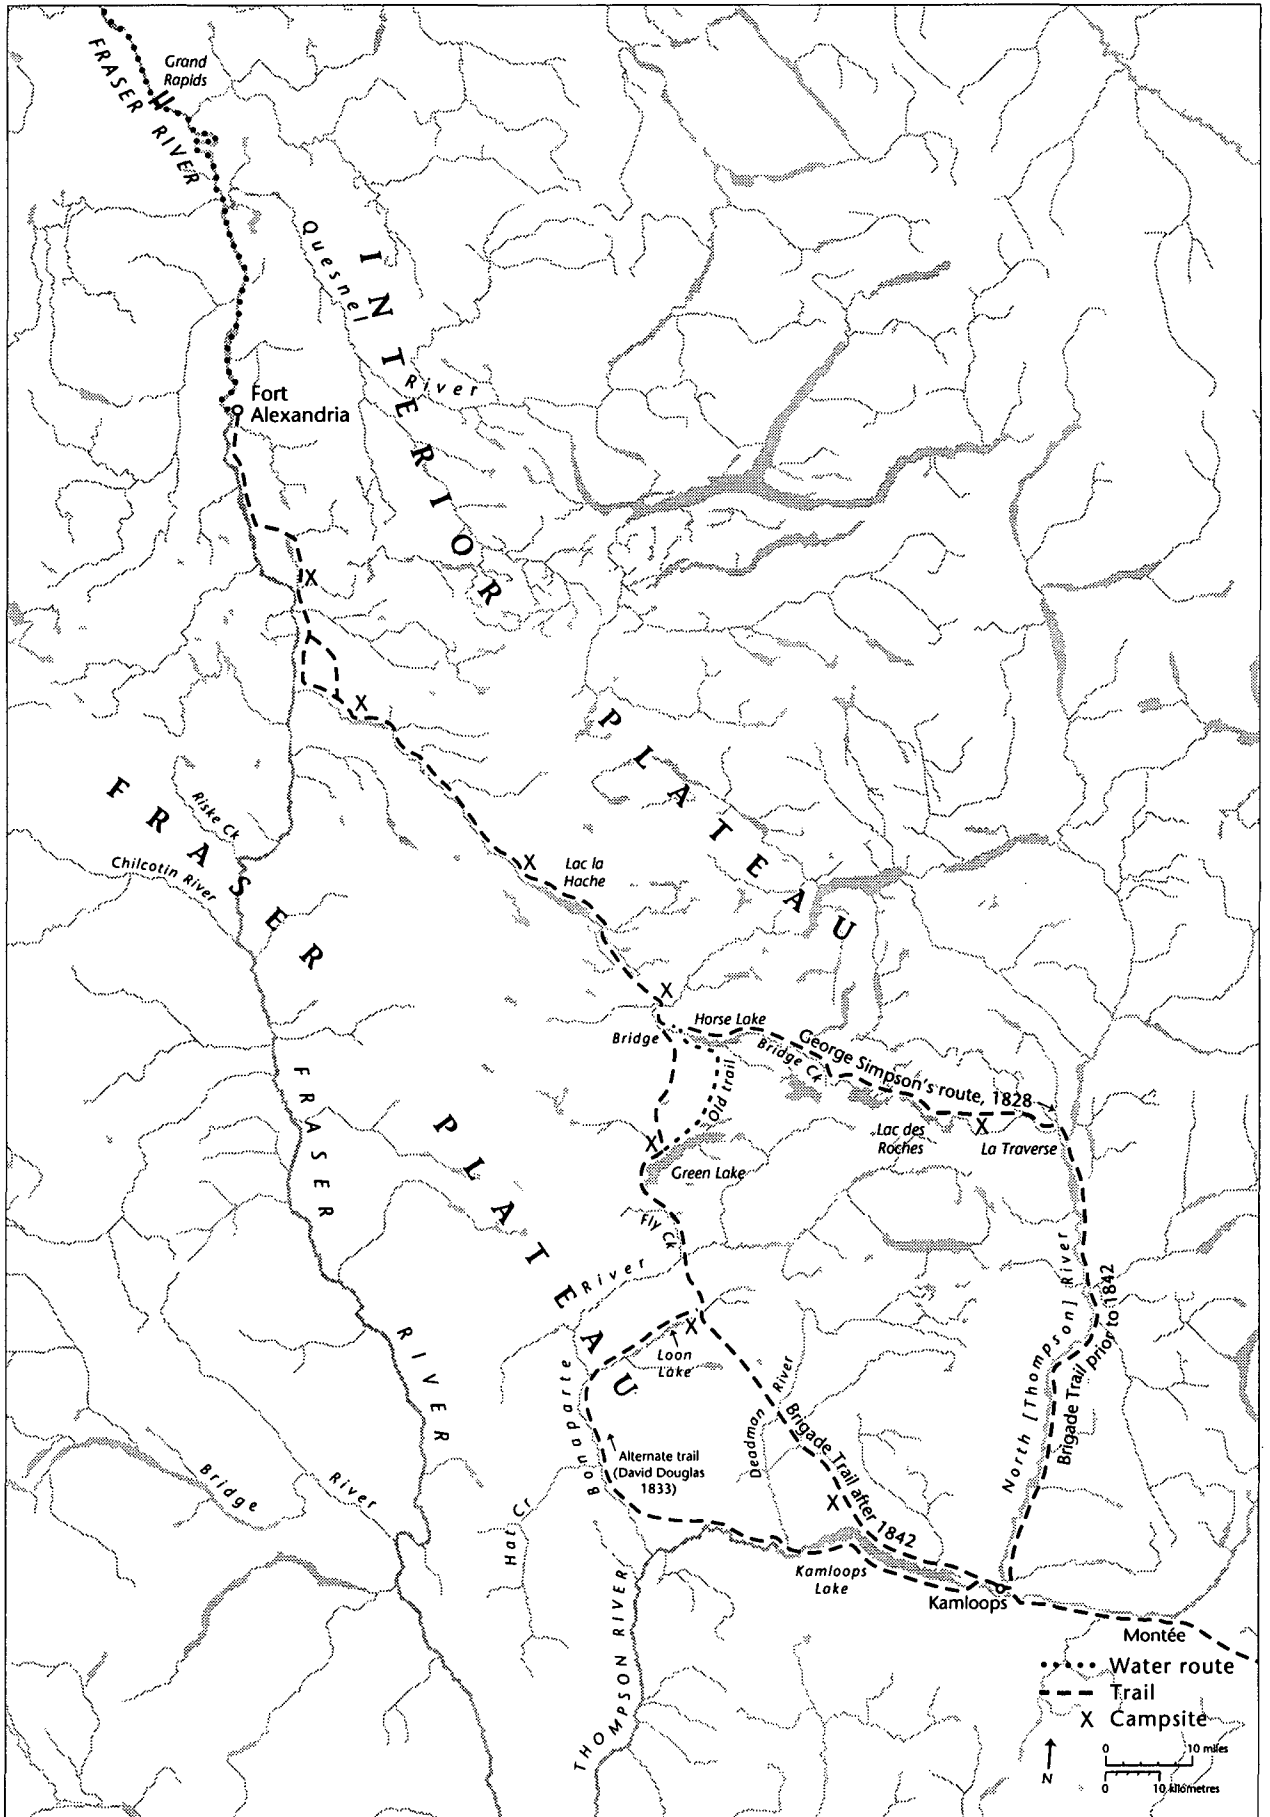 Grand
Rapids
FRASER RIVER
Quesnel
River
INTERIOR
PLATEAU
Fort
Alexandria
FRASER
PLATEAU
Riske Ck
Chilcotin River
Lac la
Hache
Horse Lake
Bridge
Bridge Ck
George Simpson's route, 1828
Old trail
Lac des
Roches
La Traverse
Green Lake
FRASER
RIVER
Fly Ck
River
Bonaparte
Loon
Lake
Deadman
River
North [Thompson] River
Brigade Trail prior to 1842
Brigade Trail after 1842
Alternate trail
(David Douglas
1833)
Bridge
River
Hat Cr
Kamloops
Lake
Kamloops
THOMPSON RIVER
Montée
Water route
Trail
X Campsite
N
0 10 miles
0 10 kilometres
X
X
X
X
X
X
X
X